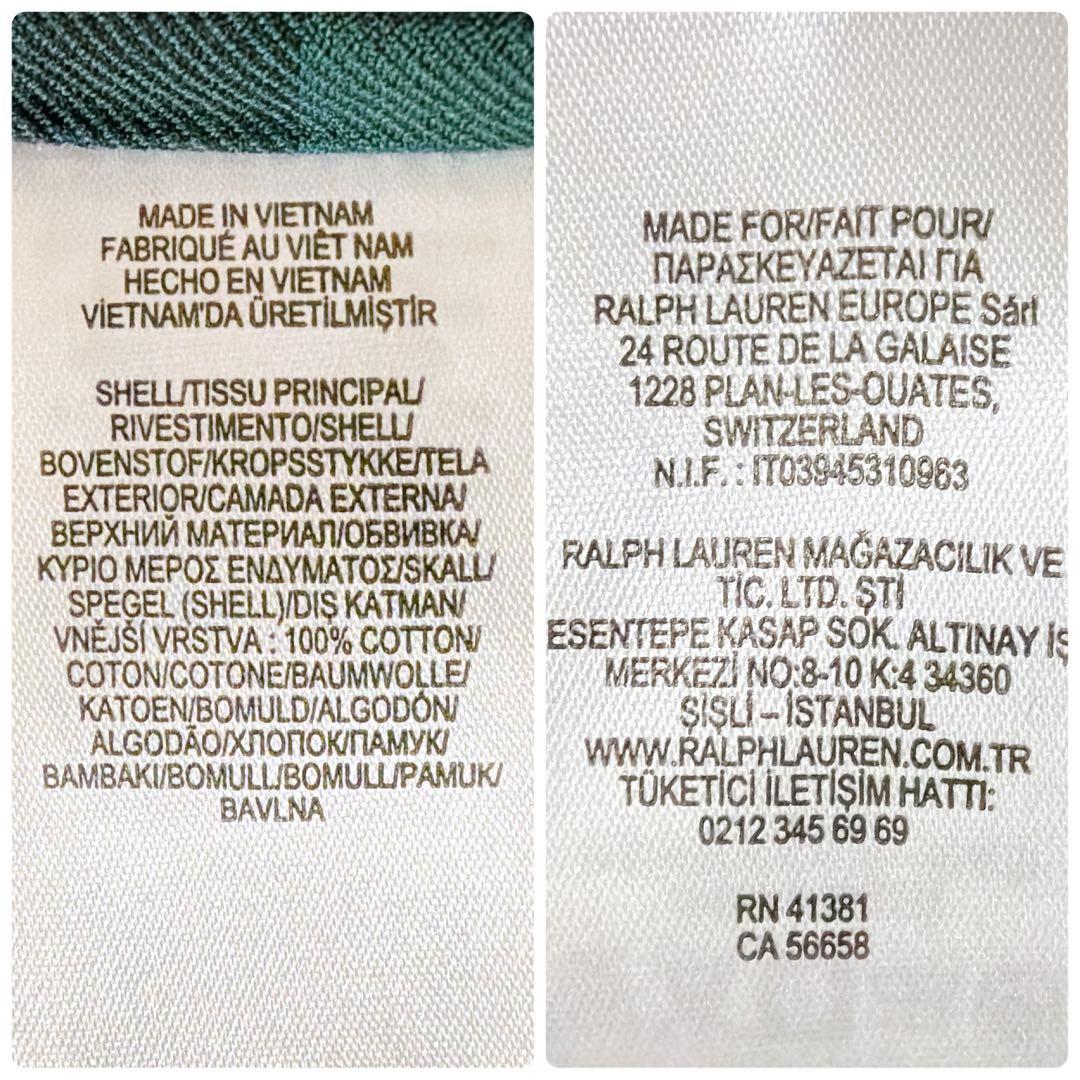 MADE IN VIETNAM
FABRIQUÉ AU VIÊT NAM
HECHO EN VIETNAM
VİETNAM'DA ÜRETİLMİŞTİR
SHELL/TISSU PRINCIPAL/
RIVESTIMENTO/SHELL/
BOVENSTOF/KROPSSTYKKE/TELA
EXTERIOR/CAMADA EXTERNA/
ВЕРХНИЙ МАТЕРИАЛ/ОБВИВКА/
ΚΥΡΙΟ ΜΕΡΟΣ ΕΝΔΥΜΑΤΟΣ/SKALL/
SPEGEL (SHELL)/DIŞ KATMAN/
VNĚJŠÍ VRSTVA : 100% COTTON/
COTON/COTONE/BAUMWOLLE/
KATOEN/BOMULD/ALGODÓN/
ALGODÃO/ХЛОПОК/ПАМУК/
ΒΑΜΒΑΚΙ/BOMULL/BOMULL/PAMUK/
BAVLNA
MADE FOR/FAIT POUR/
ΠΑΡΑΣΚΕΥΑΖΕΤΑΙ ΓΙΑ
RALPH LAUREN EUROPE Sárl
24 ROUTE DE LA GALAISE
1228 PLAN-LES-OUATES,
SWITZERLAND
N.I.F. : IT03945310963
RALPH LAUREN MAĞAZACILIK VE
TİC. LTD. ŞTİ
ESENTEPE KASAP SOK. ALTINAY İŞ
MERKEZİ NO:8-10 K:4 34360
ŞİŞLİ – İSTANBUL
WWW.RALPHLAUREN.COM.TR
TÜKETİCİ İLETİŞİM HATTI:
0212 345 69 69
RN 41381
CA 56658